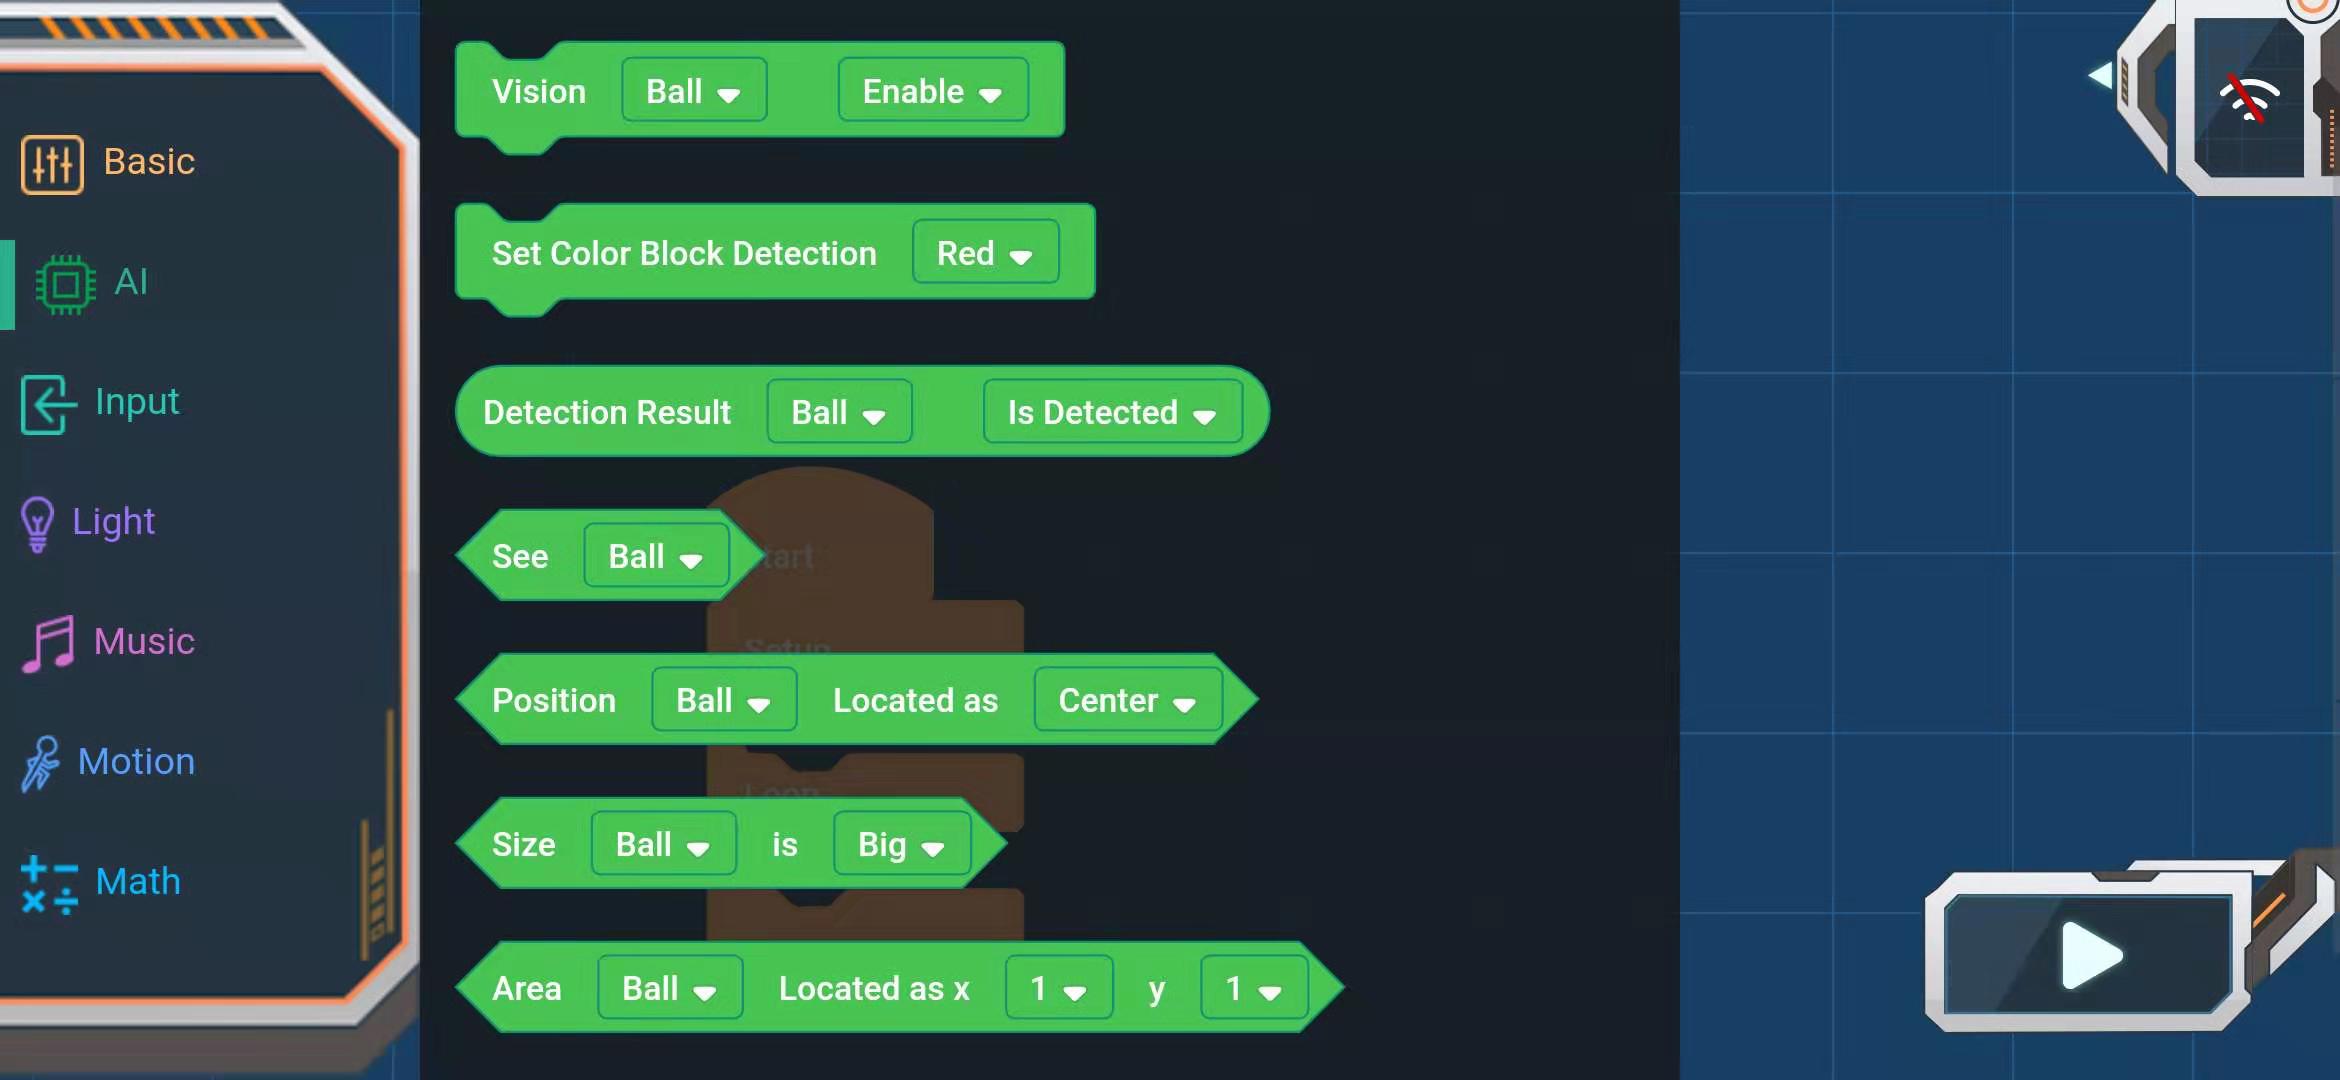 Basic
AI
Input
Light
Music
Motion
Math
Vision Ball Enable
Set Color Block Detection Red
Detection Result Ball Is Detected
See Ball
Position Ball Located as Center
Size Ball is Big
Area Ball Located as x 1 y 1